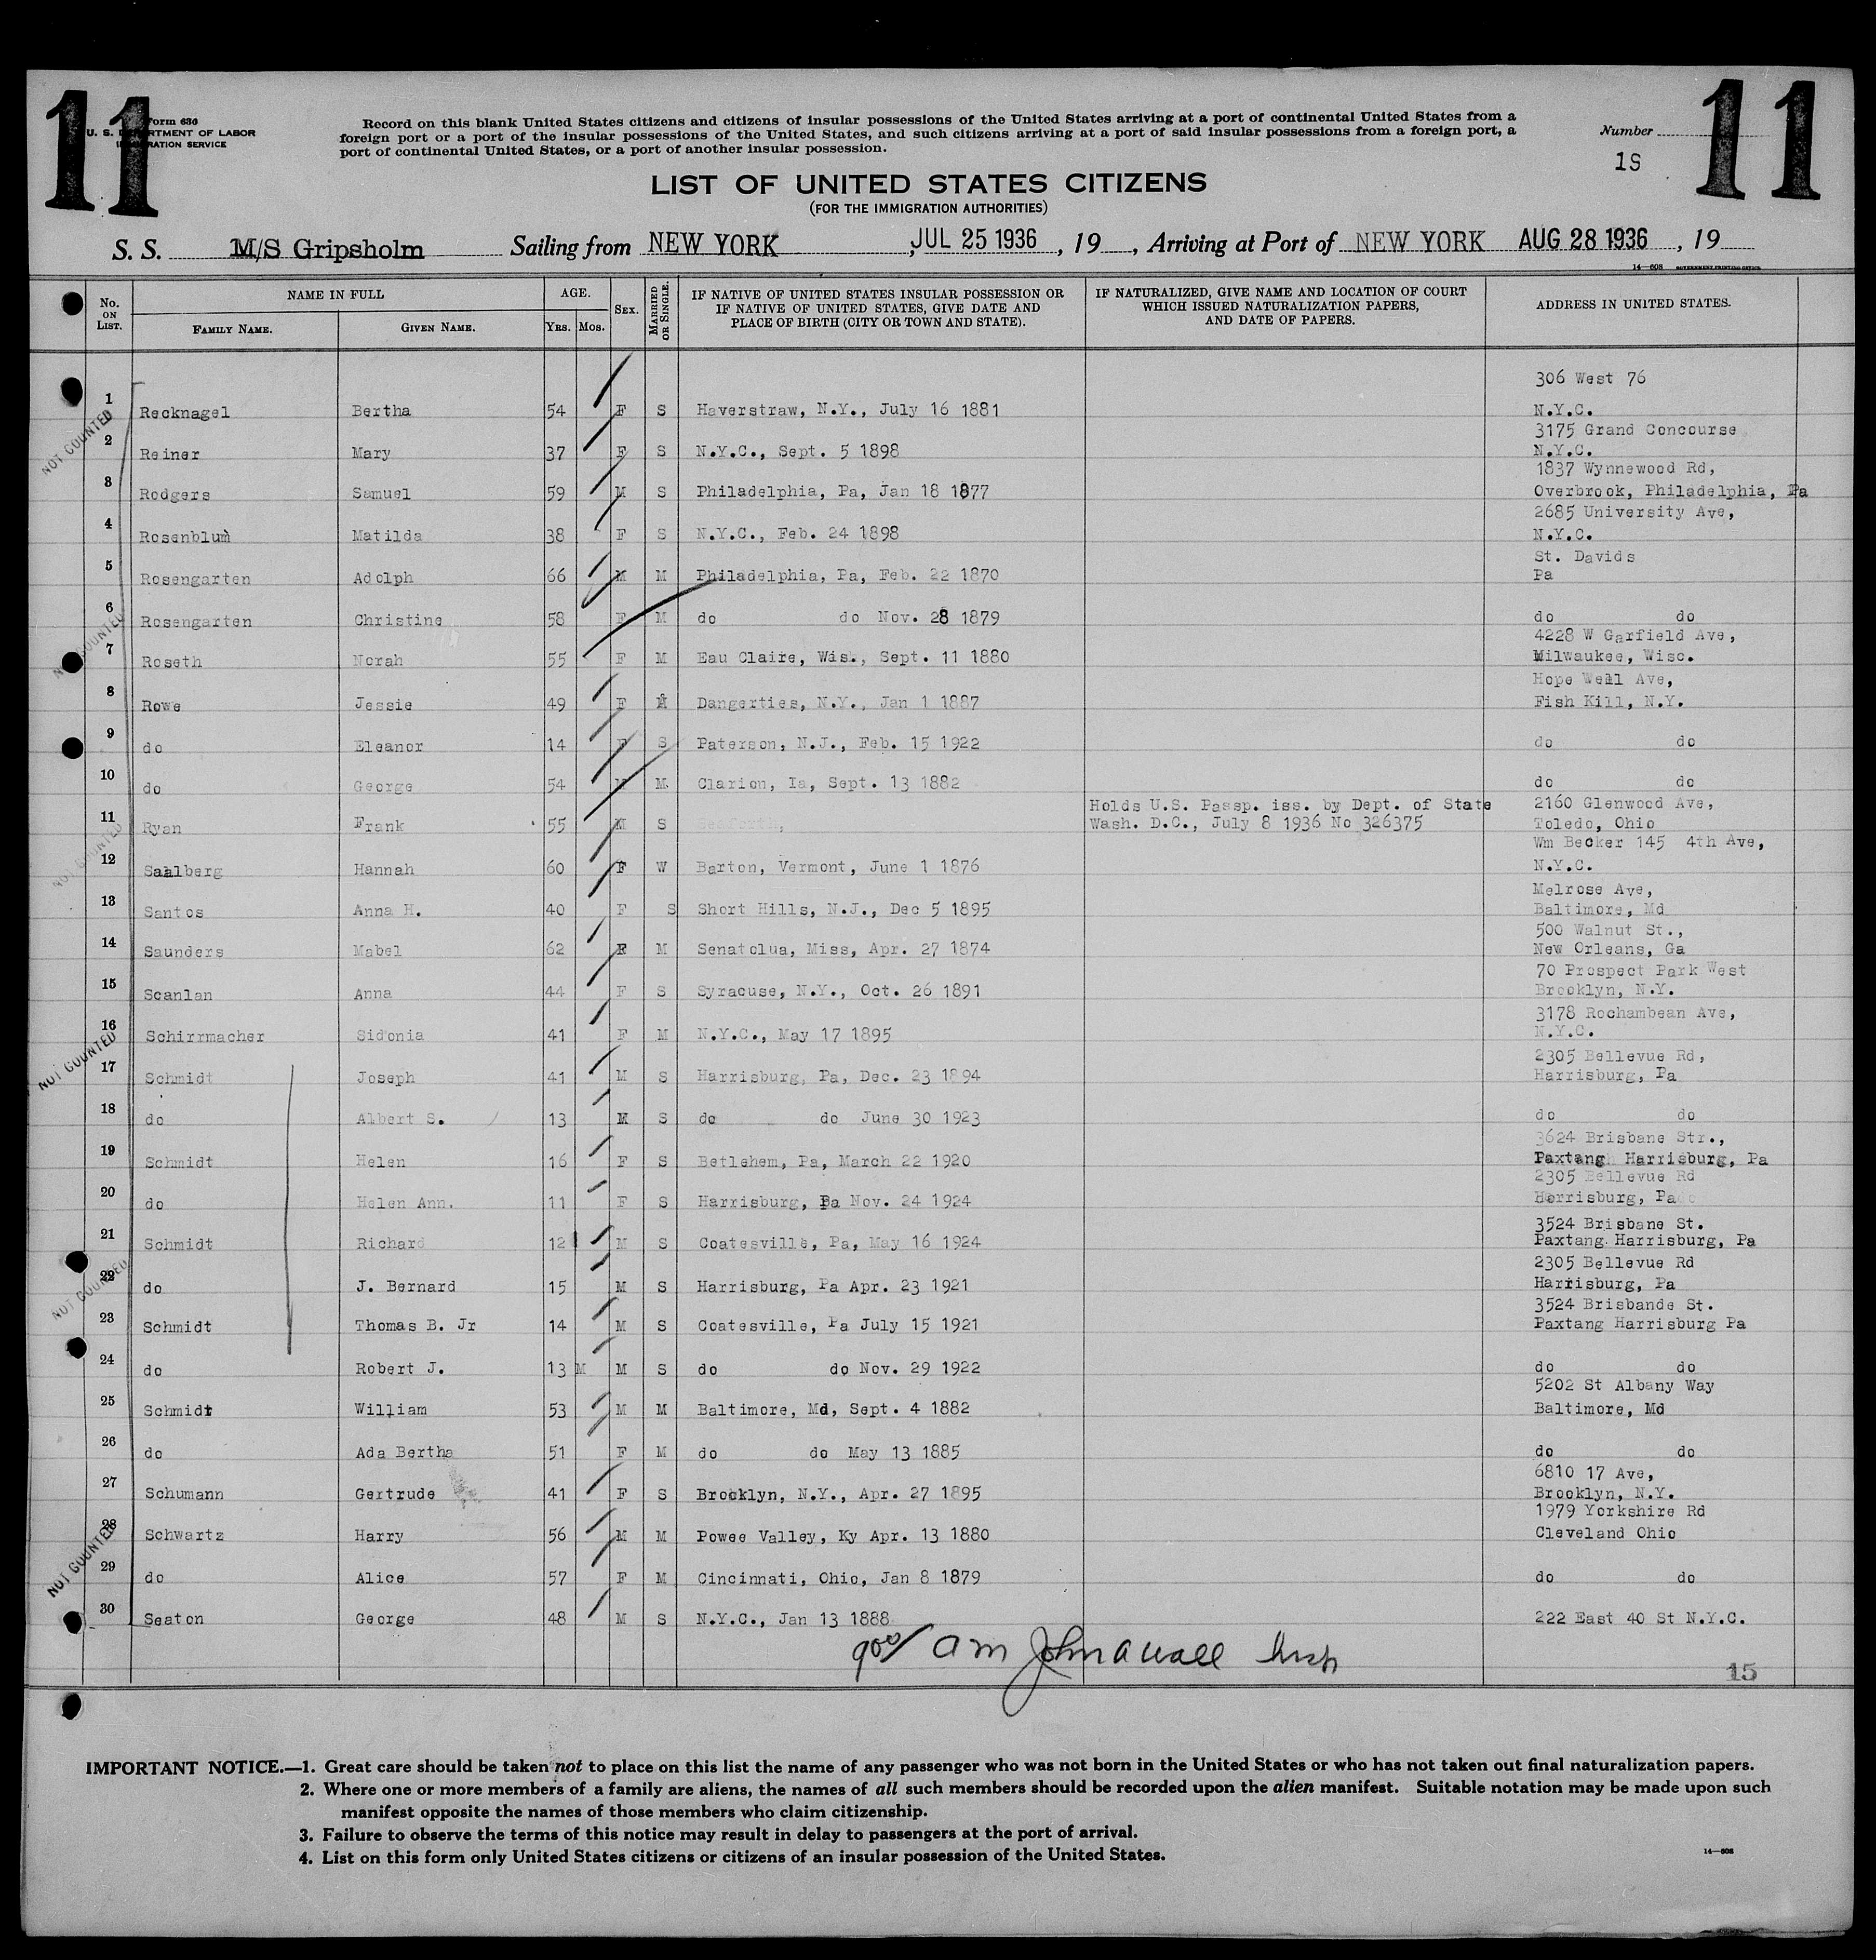 11
11
Form 636
U. S. DEPARTMENT OF LABOR
IMMIGRATION SERVICE
Record on this blank United States citizens and citizens of insular possessions of the United States arriving at a port of continental United States from a
foreign port or a port of the insular possessions of the United States, and such citizens arriving at a port of said insular possessions from a foreign port, a
port of continental United States, or a port of another insular possession.
Number
1S
LIST OF UNITED STATES CITIZENS
(FOR THE IMMIGRATION AUTHORITIES)
S. S. M/S Gripsholm Sailing from NEW YORK, JUL 25 1936, 19 , Arriving at Port of NEW YORK AUG 28 1936, 19
14—608 GOVERNMENT PRINTING OFFICE
No. ON LIST. NAME IN FULL FAMILY NAME. GIVEN NAME. AGE. YRS. MOS. SEX. MARRIED OR SINGLE. IF NATIVE OF UNITED STATES INSULAR POSSESSION OR IF NATIVE OF UNITED STATES, GIVE DATE AND PLACE OF BIRTH (CITY OR TOWN AND STATE). IF NATURALIZED, GIVE NAME AND LOCATION OF COURT WHICH ISSUED NATURALIZATION PAPERS, AND DATE OF PAPERS. ADDRESS IN UNITED STATES.
306 West 76
1 Recknagel Bertha 54 F S Haverstraw, N.Y., July 16 1881 N.Y.C.
3175 Grand Concourse
2 Reiner Mary 37 F S N.Y.C., Sept. 5 1898 N.Y.C.
1837 Wynnewood Rd,
3 Rodgers Samuel 59 M S Philadelphia, Pa, Jan 18 1877 Overbrook, Philadelphia, Pa
2685 University Ave,
4 Rosenblum Matilda 38 F S N.Y.C., Feb. 24 1898 N.Y.C.
St. Davids
5 Rosengarten Adolph 66 M M Philadelphia, Pa, Feb. 22 1870 Pa
6 Rosengarten Christine 58 F M do do Nov. 28 1879 do do
4228 W Garfield Ave,
7 Roseth Norah 55 F M Eau Claire, Wis., Sept. 11 1880 Milwaukee, Wisc.
Hope Well Ave,
8 Rowe Jessie 49 F M Dangerties, N.Y., Jan 1 1887 Fish Kill, N.Y.
9 do Eleanor 14 F S Paterson, N.J., Feb. 15 1922 do do
10 do George 54 M M Clarion, Ia, Sept. 13 1882 do do
Holds U.S. Passp. iss. by Dept. of State 2160 Glenwood Ave,
11 Ryan Frank 55 M S Wash. D.C., July 8 1936 No 326375 Toledo, Ohio
Wm Becker 145 4th Ave,
12 Saalberg Hannah 60 F W Barton, Vermont, June 1 1876 N.Y.C.
Melrose Ave,
13 Santos Anna H. 40 F S Short Hills, N.J., Dec 5 1895 Baltimore, Md
500 Walnut St.,
14 Saunders Mabel 62 F M Senatolua, Miss, Apr. 27 1874 New Orleans, Ga
70 Prospect Park West
15 Scanlan Anna 44 F S Syracuse, N.Y., Oct. 26 1891 Brooklyn, N.Y.
3178 Rochambean Ave,
16 Schirrmacher Sidonia 41 F M N.Y.C., May 17 1895 N.Y.C.
2305 Bellevue Rd,
17 Schmidt Joseph 41 M S Harrisburg, Pa, Dec. 23 1894 Harrisburg, Pa
18 do Albert S. 13 M S do do June 30 1923 do do
3624 Brisbane Str.,
19 Schmidt Helen 16 F S Betlehem, Pa, March 22 1920 Paxtang Harrisburg, Pa
2305 Bellevue Rd
20 do Helen Ann. 11 F S Harrisburg, Pa Nov. 24 1924 Harrisburg, Pa
3524 Brisbane St.
21 Schmidt Richard 12 M S Coatesville, Pa, May 16 1924 Paxtang Harrisburg, Pa
2305 Bellevue Rd
22 do J. Bernard 15 M S Harrisburg, Pa Apr. 23 1921 Harrisburg, Pa
3524 Brisbande St.
23 Schmidt Thomas B. Jr 14 M S Coatesville, Pa July 15 1921 Paxtang Harrisburg Pa
24 do Robert J. 13 M M S do do Nov. 29 1922 do do
5202 St Albany Way
25 Schmidt William 53 M M Baltimore, Md, Sept. 4 1882 Baltimore, Md
26 do Ada Bertha 51 F M do do May 13 1885 do do
6810 17 Ave,
27 Schumann Gertrude 41 F S Brooklyn, N.Y., Apr. 27 1895 Brooklyn, N.Y.
1979 Yorkshire Rd
28 Schwartz Harry 56 M M Powee Valley, Ky Apr. 13 1880 Cleveland Ohio
29 do Alice 57 F M Cincinnati, Ohio, Jan 8 1879 do do
30 Seaton George 48 M S N.Y.C., Jan 13 1888 222 East 40 St N.Y.C.
NOT COUNTED
NOT COUNTED
NOT COUNTED
NOT COUNTED
NOT COUNTED
NOT COUNTED
900/ am John A Wall Insp
15
IMPORTANT NOTICE.—1. Great care should be taken not to place on this list the name of any passenger who was not born in the United States or who has not taken out final naturalization papers.
2. Where one or more members of a family are aliens, the names of all such members should be recorded upon the alien manifest. Suitable notation may be made upon such
manifest opposite the names of those members who claim citizenship.
3. Failure to observe the terms of this notice may result in delay to passengers at the port of arrival.
4. List on this form only United States citizens or citizens of an insular possession of the United States.
14—608